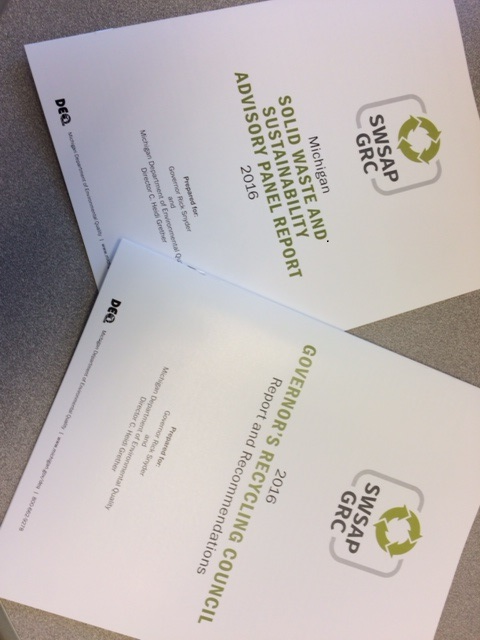 SWSAP
GRC
Michigan
SOLID WASTE AND
SUSTAINABILITY
ADVISORY PANEL REPORT
2016
Prepared for:
Governor Rick Snyder
and
Michigan Department of Environmental Qu
Director C. Heidi Grether
DEQ Michigan Department of Environmental Quality |
SWSAP
GRC
2016
GOVERNOR'S RECYCLING COUNCIL
Report and Recommendations
Prepared for:
Governor Rick Snyder
and
Michigan Department of Environmental Quality
Director C. Heidi Grether
DEQ Michigan Department of Environmental Quality | www.michigan.gov/deq | 800-662-9278